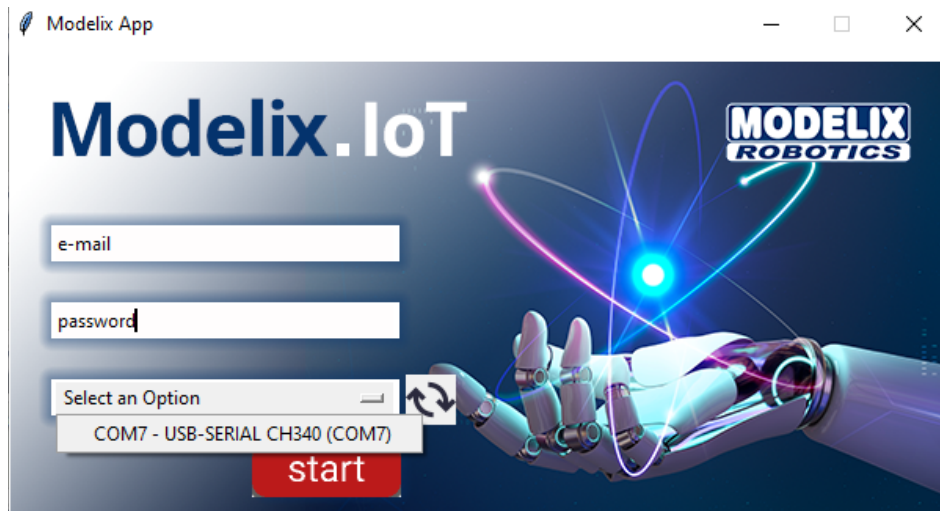 Modelix App
Modelix.IoT
MODELIX
ROBOTICS
e-mail
password
Select an Option
COM7 - USB-SERIAL CH340 (COM7)
start